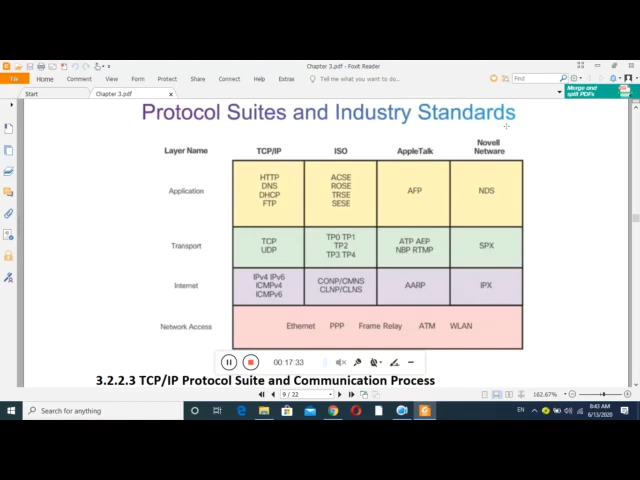 Chapter 3.pdf - Foxit Reader
File
Home
Comment
View
Form
Protect
Share
Connect
Help
Extras
Tell me what you want to do...
Find
Start
Chapter 3.pdf
Merge and
split PDFs
Protocol Suites and Industry Standards
Layer Name
TCP/IP
ISO
AppleTalk
Novell
Netware
Application
HTTP
DNS
DHCP
FTP
ACSE
ROSE
TRSE
SESE
AFP
NDS
Transport
TCP
UDP
TP0 TP1
TP2
TP3 TP4
ATP AEP
NBP RTMP
SPX
Internet
IPv4 IPv6
ICMPv4
ICMPv6
CONP/CMNS
CLNP/CLNS
AARP
IPX
Network Access
Ethernet PPP Frame Relay ATM WLAN
00:17:33
3.2.2.3 TCP/IP Protocol Suite and Communication Process
9 / 22
162.67%
Search for anything
EN
8:43 AM
6/13/2020